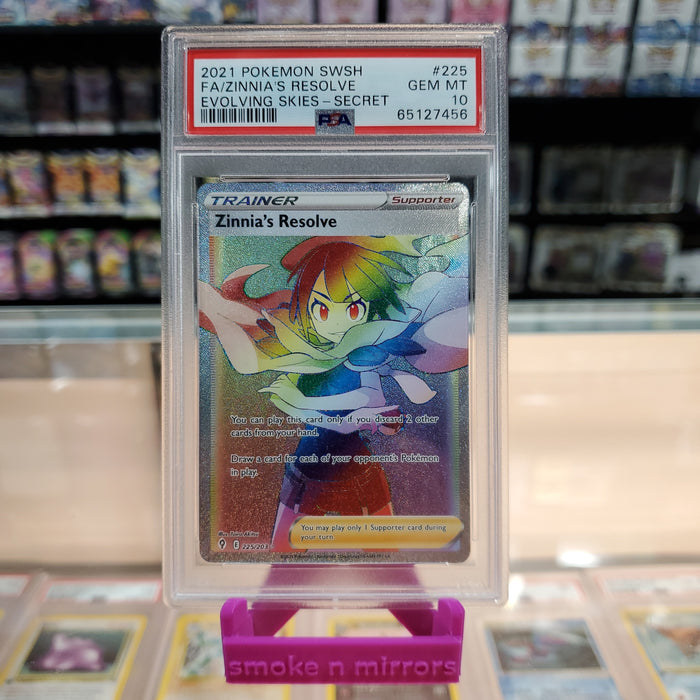 2021 POKEMON SWSH #225
FA/ZINNIA'S RESOLVE GEM MT
EVOLVING SKIES – SECRET 10
65127456
PSA
TRAINER Supporter
Zinnia's Resolve
You can play this card only if you discard 2 other
cards from your hand.
Draw a card for each of your opponent's Pokémon
in play.
You may play only 1 Supporter card during
your turn.
225/203
smoke n mirrors